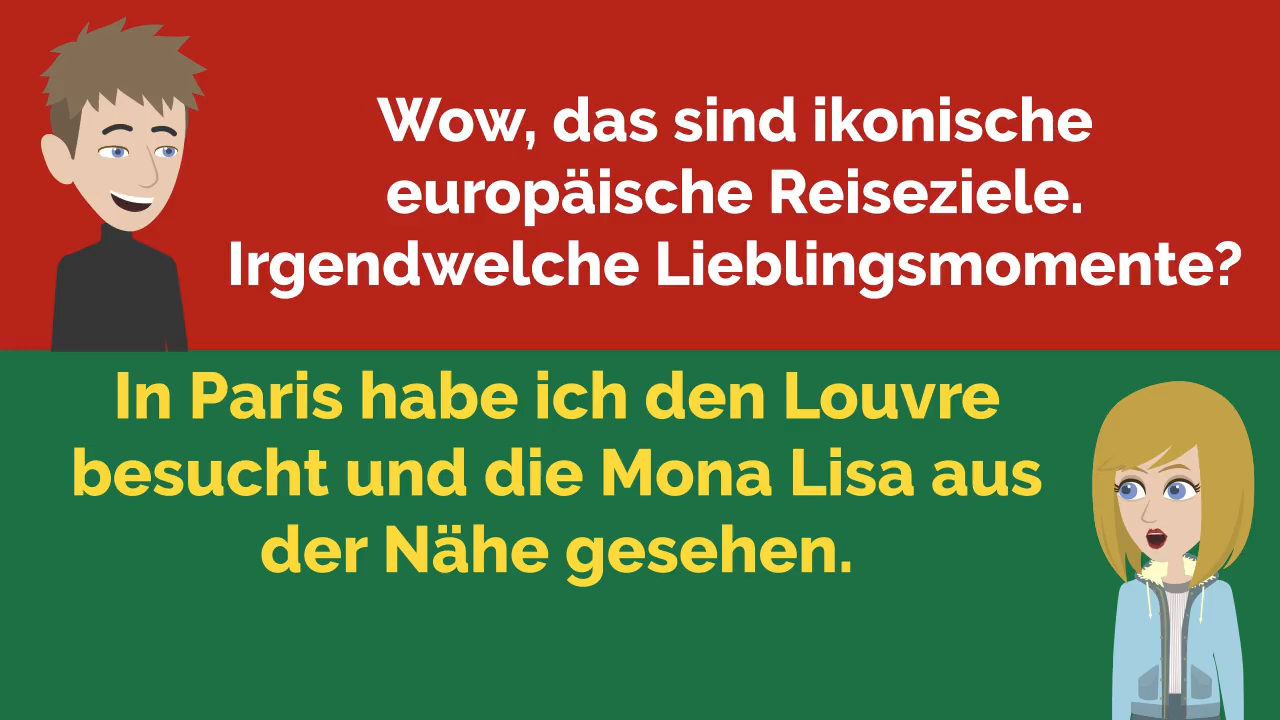 Wow, das sind ikonische
europäische Reiseziele.
Irgendwelche Lieblingsmomente?
In Paris habe ich den Louvre
besucht und die Mona Lisa aus
der Nähe gesehen.